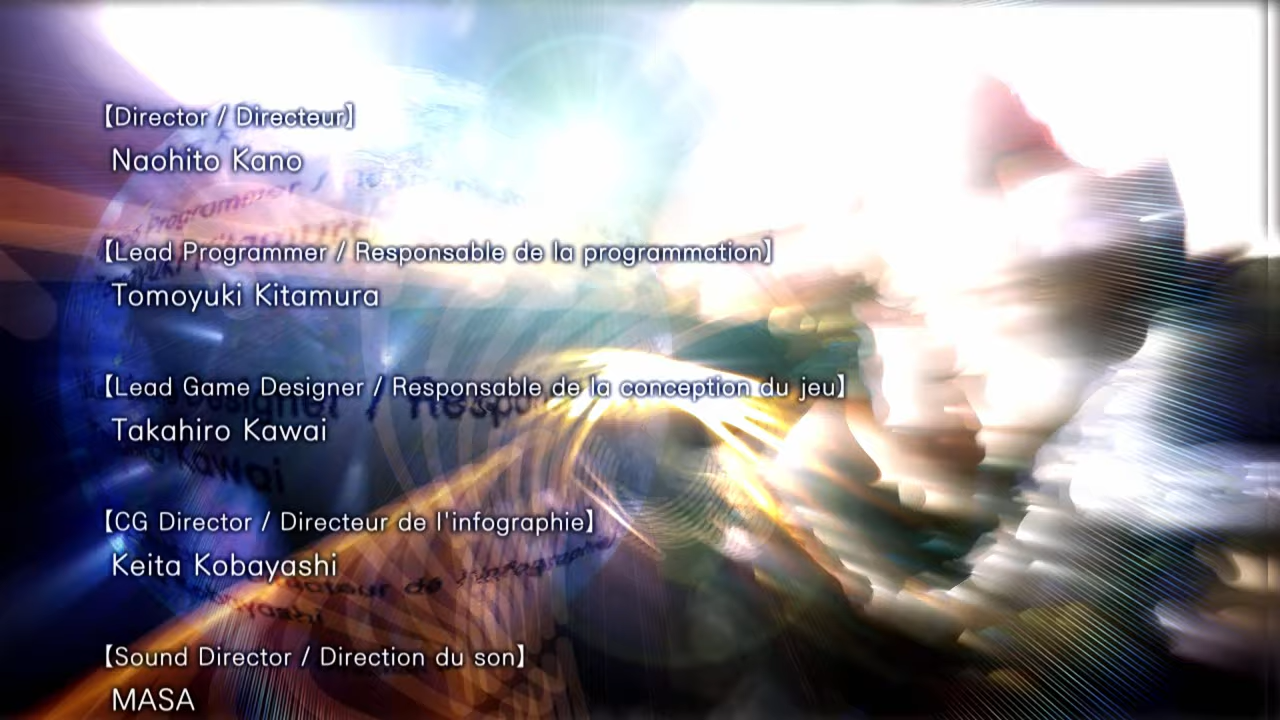 【Director / Directeur】
Naohito Kano
【Lead Programmer / Responsable de la programmation】
Tomoyuki Kitamura
【Lead Game Designer / Responsable de la conception du jeu】
Takahiro Kawai
【CG Director / Directeur de l'infographie】
Keita Kobayashi
【Sound Director / Direction du son】
MASA